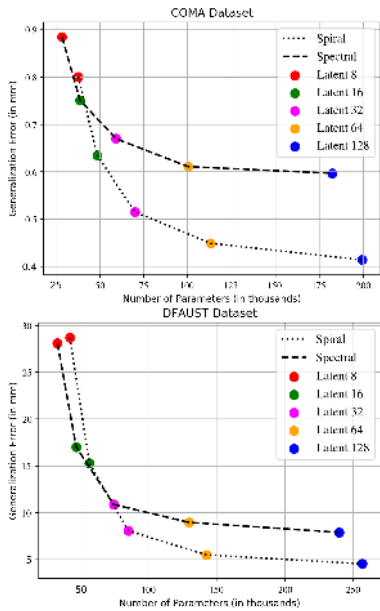 COMA Dataset
Generalization Error (in mm)
0.9
0.8
0.7
0.6
0.5
0.4
Spiral
Spectral
Latent 8
Latent 16
Latent 32
Latent 64
Latent 128
25 50 75 100 125 150 175 200
Number of Parameters (in thousands)
DFAUST Dataset
Generalization Error (in mm)
30
25
20
15
10
5
Spiral
Spectral
Latent 8
Latent 16
Latent 32
Latent 64
Latent 128
50 100 150 200 250
Number of Parameters (in thousands)